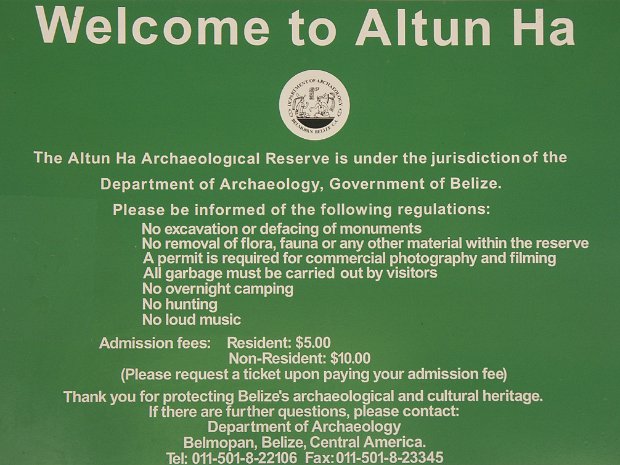 Welcome to Altun Ha
DEPARTMENT OF ARCHAEOLOGY
BELMOPAN, BELIZE, C.A.
The Altun Ha Archaeological Reserve is under the jurisdiction of the
Department of Archaeology, Government of Belize.
Please be informed of the following regulations:
No excavation or defacing of monuments
No removal of flora, fauna or any other material within the reserve
A permit is required for commercial photography and filming
All garbage must be carried out by visitors
No overnight camping
No hunting
No loud music
Admission fees: Resident: $5.00
Non-Resident: $10.00
(Please request a ticket upon paying your admission fee)
Thank you for protecting Belize's archaeological and cultural heritage.
If there are further questions, please contact:
Department of Archaeology
Belmopan, Belize, Central America.
Tel: 011-501-8-22106 Fax:011-501-8-23345